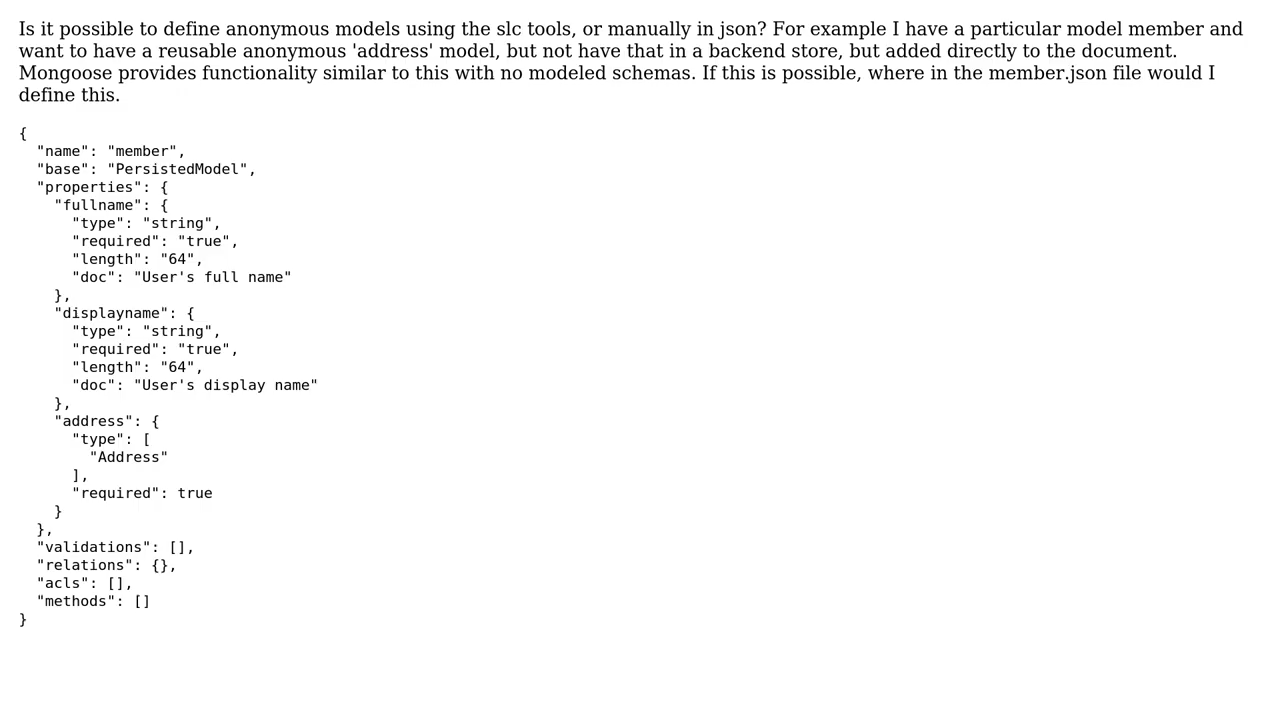 Is it possible to define anonymous models using the slc tools, or manually in json? For example I have a particular model member and
want to have a reusable anonymous 'address' model, but not have that in a backend store, but added directly to the document.
Mongoose provides functionality similar to this with no modeled schemas. If this is possible, where in the member.json file would I
define this.
{
  "name": "member",
  "base": "PersistedModel",
  "properties": {
    "fullname": {
      "type": "string",
      "required": "true",
      "length": "64",
      "doc": "User's full name"
    },
    "displayname": {
      "type": "string",
      "required": "true",
      "length": "64",
      "doc": "User's display name"
    },
    "address": {
      "type": [
        "Address"
      ],
      "required": true
    }
  },
  "validations": [],
  "relations": {},
  "acls": [],
  "methods": []
}